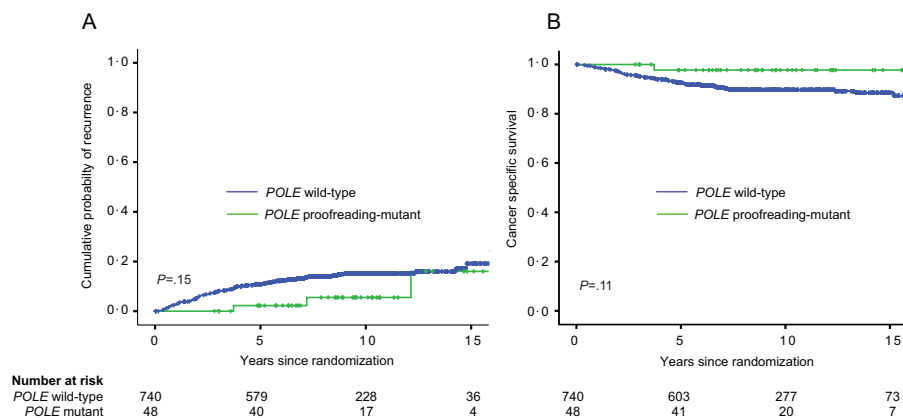 A
Cumulative probabilty of recurrence
1·0
0·8
0·6
0·4
0·2
0·0
POLE wild-type
POLE proofreading-mutant
P=.15
0 5 10 15
Years since randomization
B
Cancer specific survival
1·0
0·8
0·6
0·4
0·2
0·0
POLE wild-type
POLE proofreading-mutant
P=.11
0 5 10 15
Years since randomization
Number at risk
POLE wild-type 740 579 228 36 740 603 277 73
POLE mutant 48 40 17 4 48 41 20 7